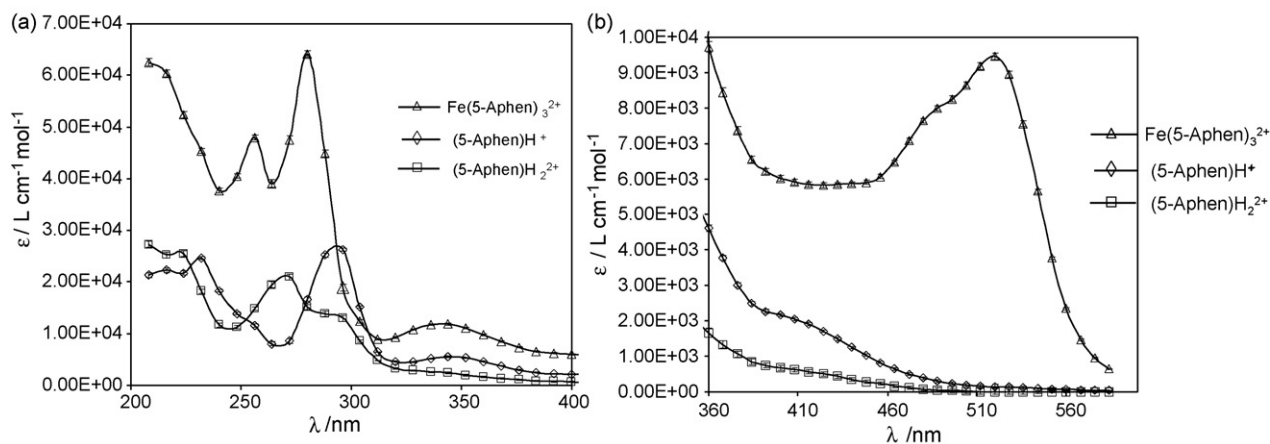 (a)
7.00E+04
6.00E+04
5.00E+04
4.00E+04
3.00E+04
2.00E+04
1.00E+04
0.00E+00
ε / L cm⁻¹mol⁻¹
200 250 300 350 400
λ /nm
Fe(5-Aphen)₃²⁺
(5-Aphen)H⁺
(5-Aphen)H₂²⁺
(b)
1.00E+04
9.00E+03
8.00E+03
7.00E+03
6.00E+03
5.00E+03
4.00E+03
3.00E+03
2.00E+03
1.00E+03
0.00E+00
ε / L cm⁻¹mol⁻¹
360 410 460 510 560
λ / nm
Fe(5-Aphen)₃²⁺
(5-Aphen)H⁺
(5-Aphen)H₂²⁺